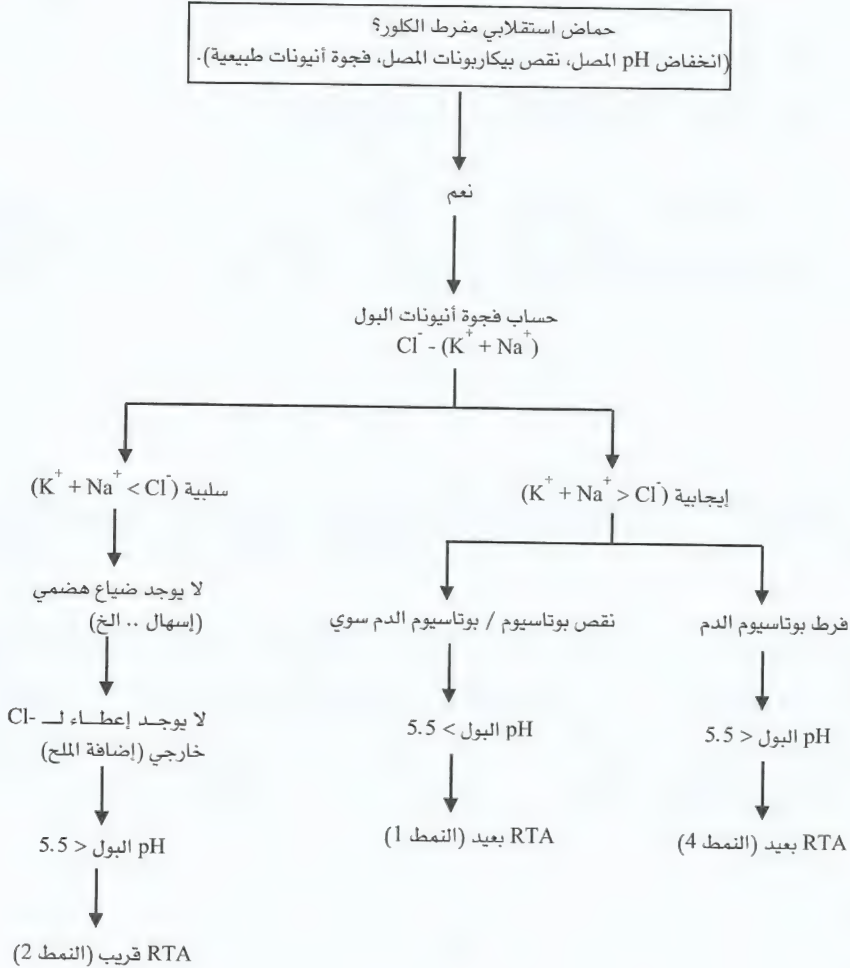 حماض استقلابي مفرط الكلور؟
(انخفاض pH المصل، نقص بيكاربونات المصل، فجوة أنيونات طبيعية).
نعم
حساب فجوة أنيونات البول
Cl⁻ - (K⁺ + Na⁺)
إيجابية (K⁺ + Na⁺ > Cl⁻)
سلبية (K⁺ + Na⁺ < Cl⁻)
فرط بوتاسيوم الدم
pH البول < 5.5
RTA بعيد (النمط 4)
نقص بوتاسيوم / بوتاسيوم الدم سوي
pH البول > 5.5
RTA بعيد (النمط 1)
لا يوجد ضياع هضمي
(إسهال .. الخ)
لا يوجد إعطاء لـ Cl-
خارجي (إضافة الملح)
pH البول < 5.5
RTA قريب (النمط 2)